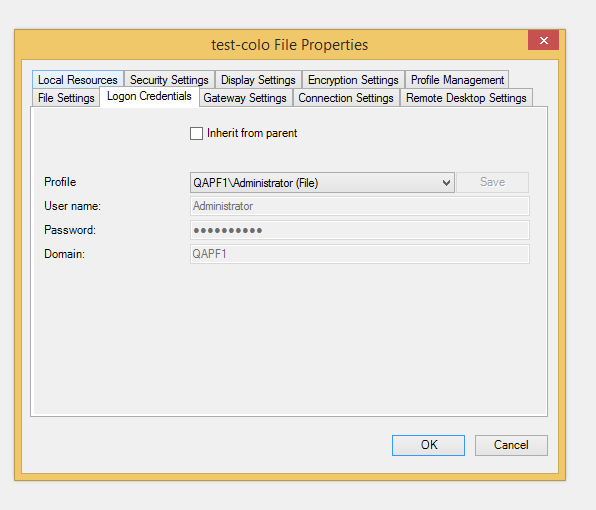 test-colo File Properties
Local Resources Security Settings Display Settings Encryption Settings Profile Management
File Settings Logon Credentials Gateway Settings Connection Settings Remote Desktop Settings
Inherit from parent
Profile QAPF1\Administrator (File) Save
User name: Administrator
Password: ●●●●●●●●●●
Domain: QAPF1
OK Cancel